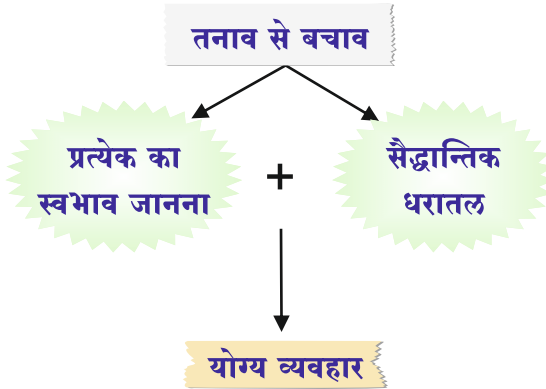 तनाव से बचाव
प्रत्येक का
स्वभाव जानना
+
सैद्धान्तिक
धरातल
योग्य व्यवहार